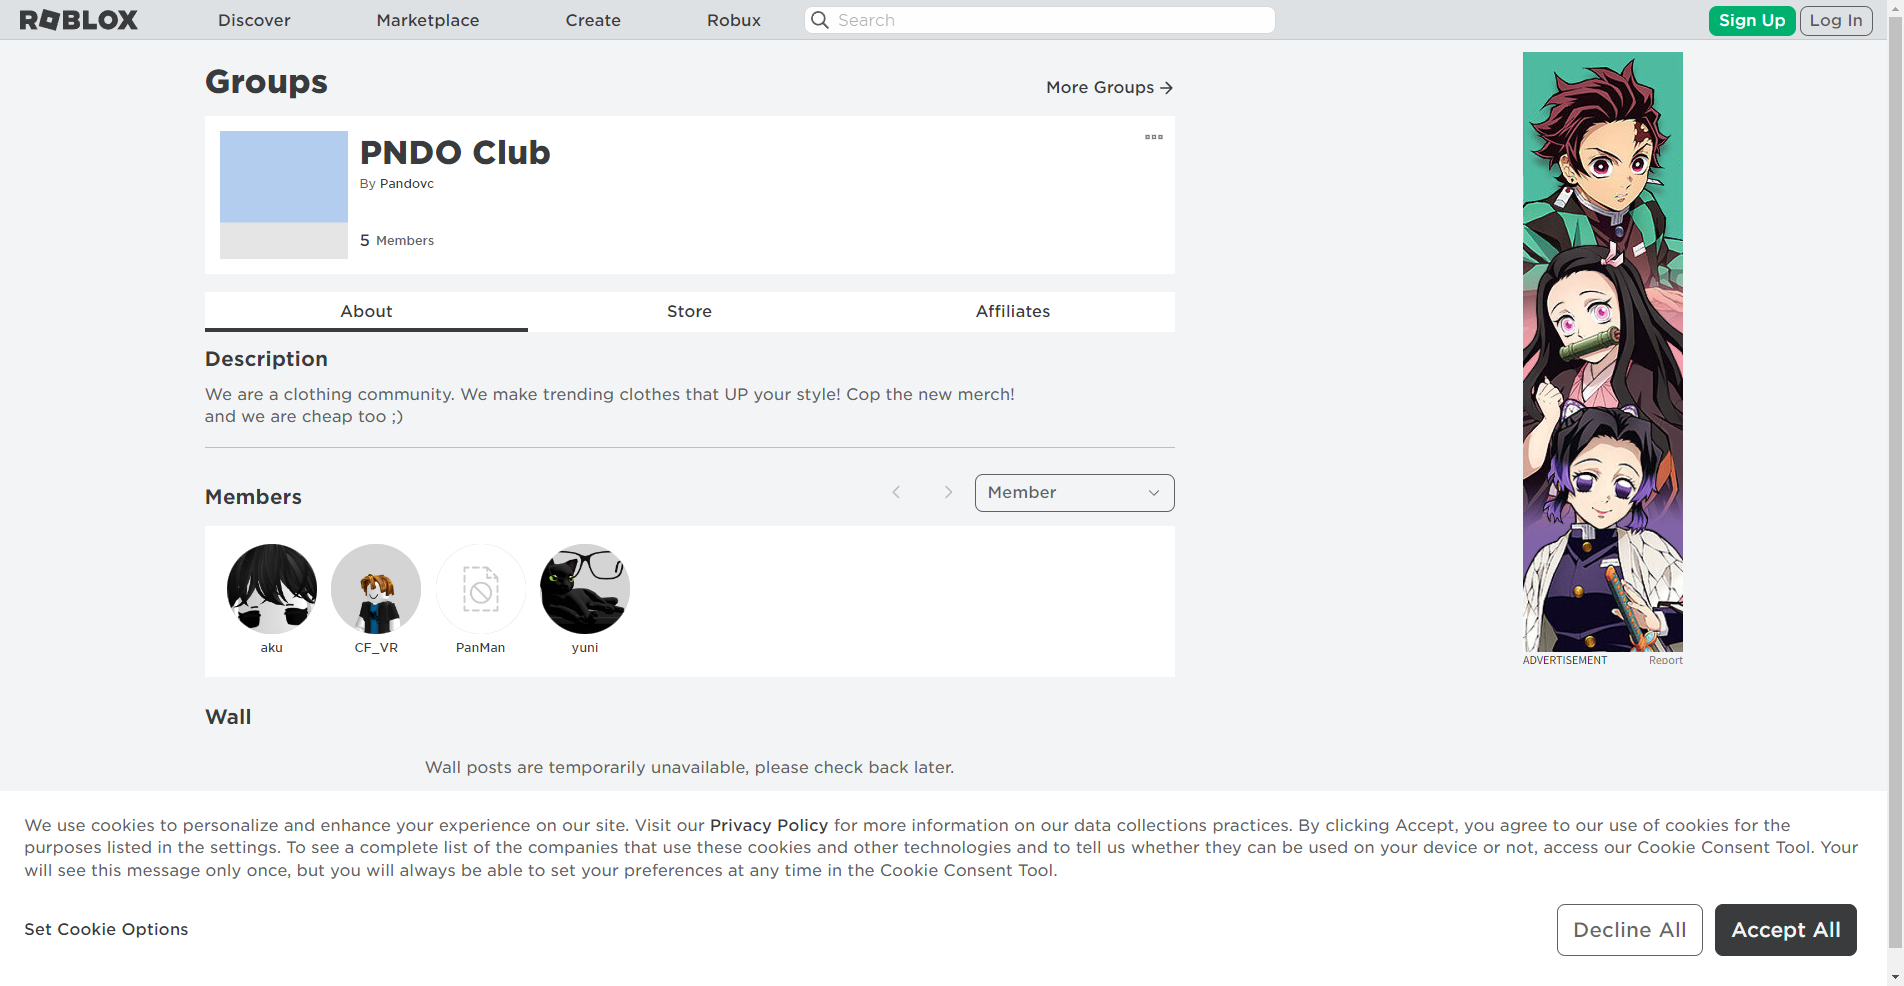 ROBLOX Discover Marketplace Create Robux Search Sign Up Log In
Groups
More Groups
PNDO Club
By Pandovc
5 Members
About Store Affiliates
Description
We are a clothing community. We make trending clothes that UP your style! Cop the new merch!
and we are cheap too ;)
Members
Member
aku CF_VR PanMan yuni
ADVERTISEMENT Report
Wall
Wall posts are temporarily unavailable, please check back later.
We use cookies to personalize and enhance your experience on our site. Visit our Privacy Policy for more information on our data collections practices. By clicking Accept, you agree to our use of cookies for the
purposes listed in the settings. To see a complete list of the companies that use these cookies and other technologies and to tell us whether they can be used on your device or not, access our Cookie Consent Tool. Your
will see this message only once, but you will always be able to set your preferences at any time in the Cookie Consent Tool.
Set Cookie Options
Decline All
Accept All